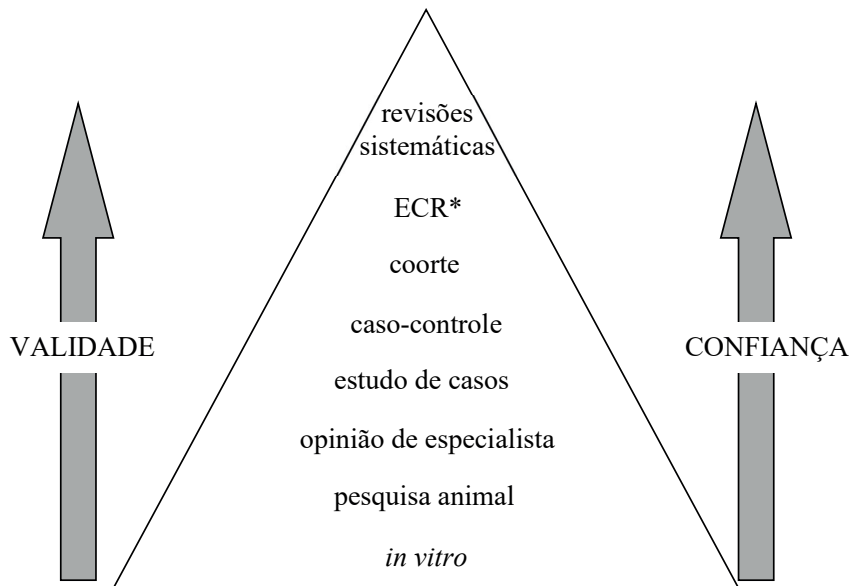 revisões
sistemáticas
ECR*
coorte
caso-controle
VALIDADE
CONFIANÇA
estudo de casos
opinião de especialista
pesquisa animal
in vitro